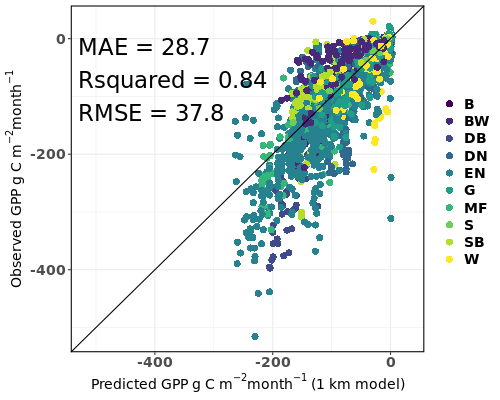 MAE = 28.7
Rsquared = 0.84
RMSE = 37.8
0
-200
-400
Observed GPP g C m⁻²month⁻¹
-400
-200
0
Predicted GPP g C m⁻²month⁻¹ (1 km model)
B
BW
DB
DN
EN
G
MF
S
SB
W